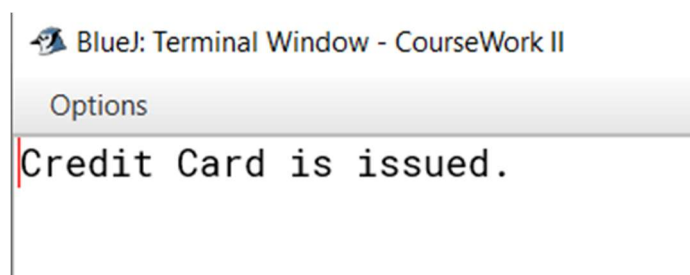 BlueJ: Terminal Window - CourseWork II
Options
Credit Card is issued.